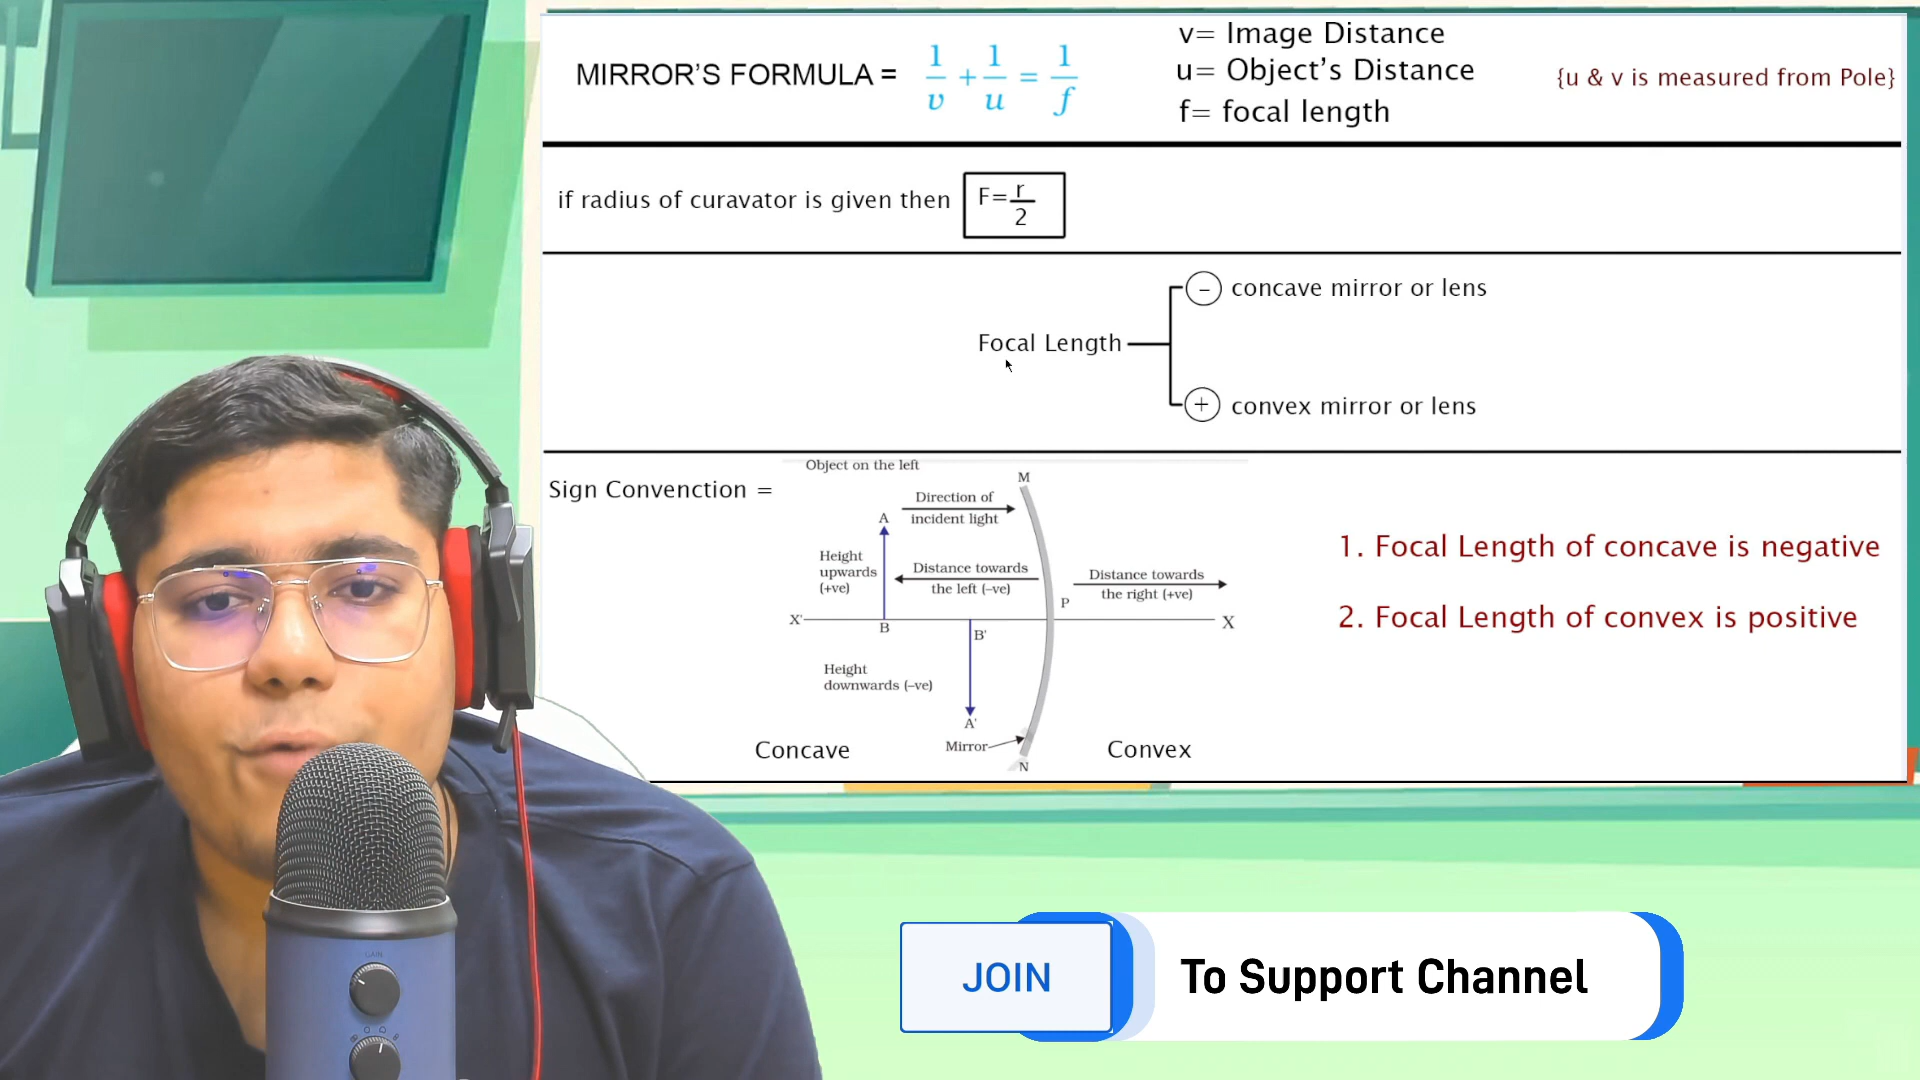 MIRROR'S FORMULA = 1/v + 1/u = 1/f
v= Image Distance
u= Object's Distance
f= focal length
{u & v is measured from Pole}
if radius of curavator is given then F= r/2
Focal Length
− concave mirror or lens
+ convex mirror or lens
Sign Convenction =
Object on the left
M
Direction of
incident light
A
Height
upwards
(+ve)
Distance towards
the left (–ve)
Distance towards
the right (+ve)
P
X'
B
B'
X
Height
downwards (–ve)
A'
Mirror
N
Concave
Convex
1. Focal Length of concave is negative
2. Focal Length of convex is positive
GAIN
JOIN
To Support Channel